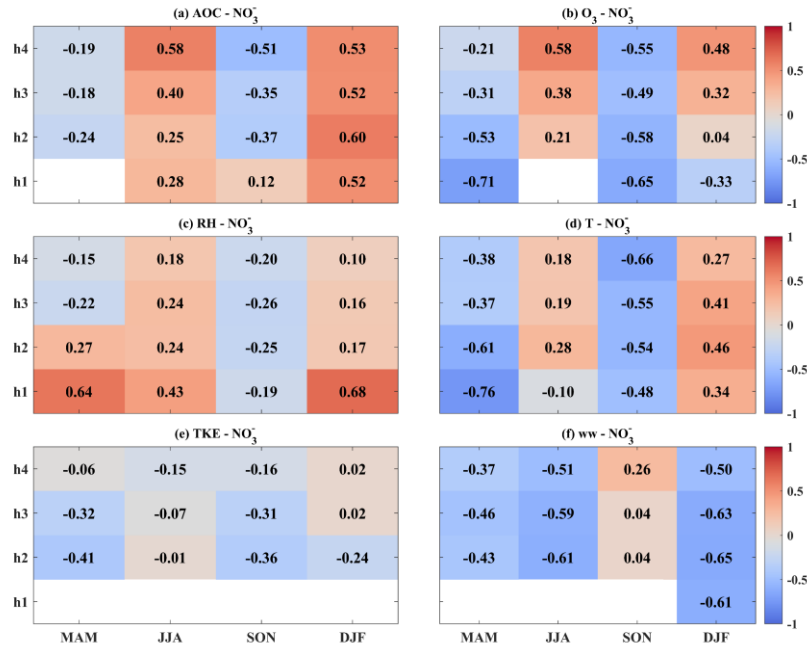 (a) AOC - NO₃⁻
h4 -0.19 0.58 -0.51 0.53
h3 -0.18 0.40 -0.35 0.52
h2 -0.24 0.25 -0.37 0.60
h1 0.28 0.12 0.52
(b) O₃ - NO₃⁻
-0.21 0.58 -0.55 0.48
-0.31 0.38 -0.49 0.32
-0.53 0.21 -0.58 0.04
-0.71 -0.65 -0.33
1
0.5
0
-0.5
-1
(c) RH - NO₃⁻
h4 -0.15 0.18 -0.20 0.10
h3 -0.22 0.24 -0.26 0.16
h2 0.27 0.24 -0.25 0.17
h1 0.64 0.43 -0.19 0.68
(d) T - NO₃⁻
-0.38 0.18 -0.66 0.27
-0.37 0.19 -0.55 0.41
-0.61 0.28 -0.54 0.46
-0.76 -0.10 -0.48 0.34
1
0.5
0
-0.5
-1
(e) TKE - NO₃⁻
h4 -0.06 -0.15 -0.16 0.02
h3 -0.32 -0.07 -0.31 0.02
h2 -0.41 -0.01 -0.36 -0.24
h1
MAM JJA SON DJF
(f) ww - NO₃⁻
-0.37 -0.51 0.26 -0.50
-0.46 -0.59 0.04 -0.63
-0.43 -0.61 0.04 -0.65
-0.61
MAM JJA SON DJF
1
0.5
0
-0.5
-1